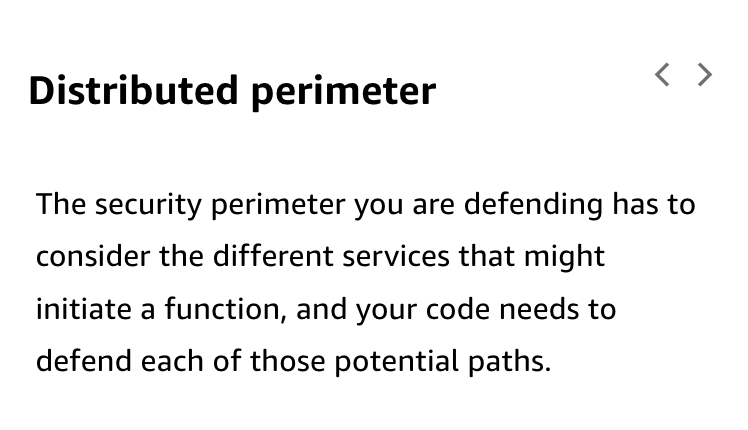 Distributed perimeter
The security perimeter you are defending has to
consider the different services that might
initiate a function, and your code needs to
defend each of those potential paths.